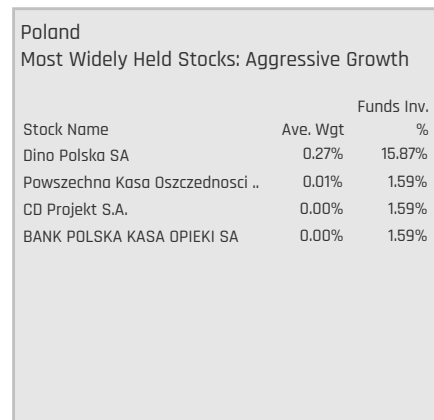 Poland
Most Widely Held Stocks: Aggressive Growth
Funds Inv.
Stock Name Ave. Wgt %
Dino Polska SA 0.27% 15.87%
Powszechna Kasa Oszczednosci .. 0.01% 1.59%
CD Projekt S.A. 0.00% 1.59%
BANK POLSKA KASA OPIEKI SA 0.00% 1.59%